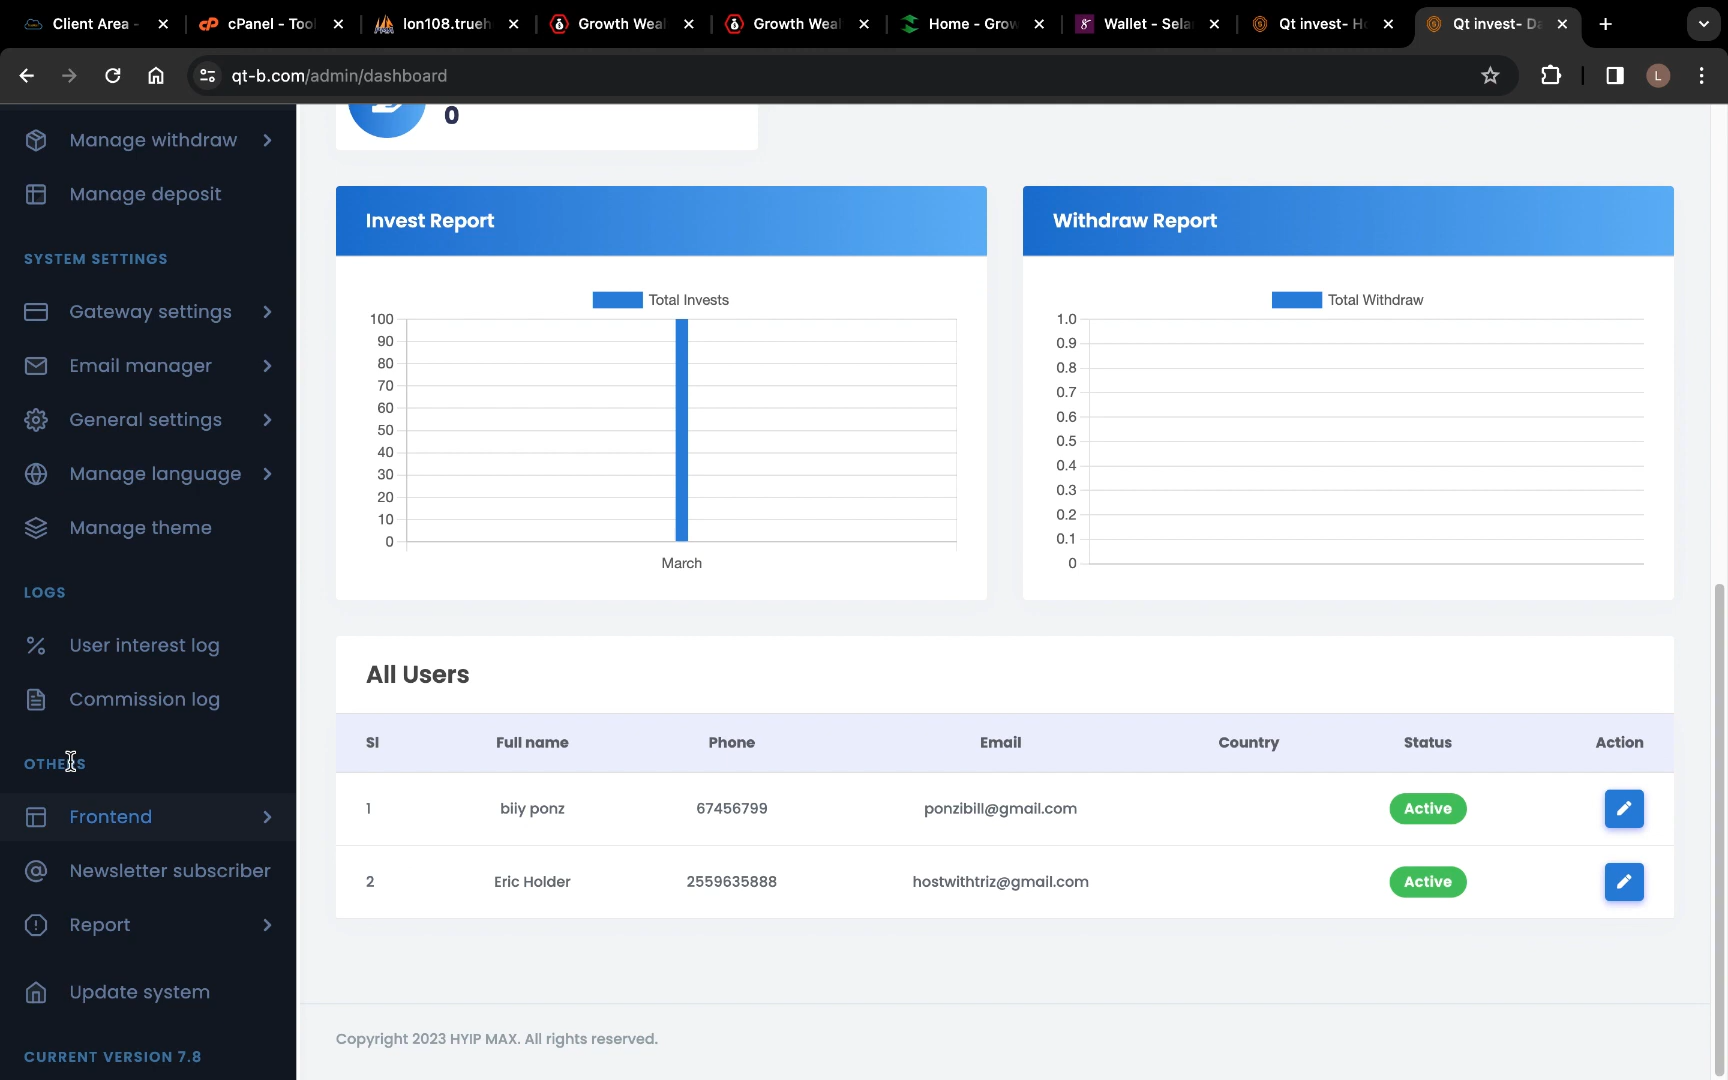 Client Area -
cPanel - Tool
lon108.trueh
Growth Weal
Growth Weal
Home - Grow
Wallet - Sela
Qt invest- Ho
Qt invest- Da
qt-b.com/admin/dashboard
L
0
Manage withdraw
Manage deposit
SYSTEM SETTINGS
Gateway settings
Email manager
General settings
Manage language
Manage theme
LOGS
User interest log
Commission log
OTHERS
Frontend
Newsletter subscriber
Report
Update system
CURRENT VERSION 7.8
Invest Report
Total Invests
100
90
80
70
60
50
40
30
20
10
0
March
Withdraw Report
Total Withdraw
1.0
0.9
0.8
0.7
0.6
0.5
0.4
0.3
0.2
0.1
0
All Users
Sl Full name Phone Email Country Status Action
1 biiy ponz 67456799 ponzibill@gmail.com Active
2 Eric Holder 2559635888 hostwithtriz@gmail.com Active
Copyright 2023 HYIP MAX. All rights reserved.